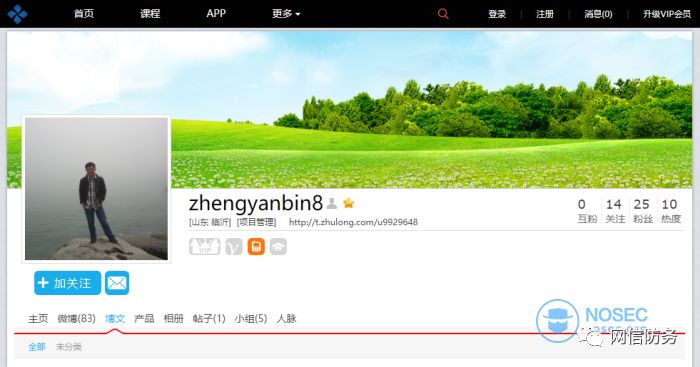 首页 课程 APP 更多 登录 注册 消息(0) 升级VIP会员
zhengyanbin8
0 14 25 10
互粉 关注 粉丝 热度
[山东 临沂] [项目管理] http://t.zhulong.com/u9929648
VIP V
加关注
主页 微博(83) 博文 产品 相册 帖子(1) 小组(5) 人脉
NOSEC
nosec.org
网信防务
全部 未分类